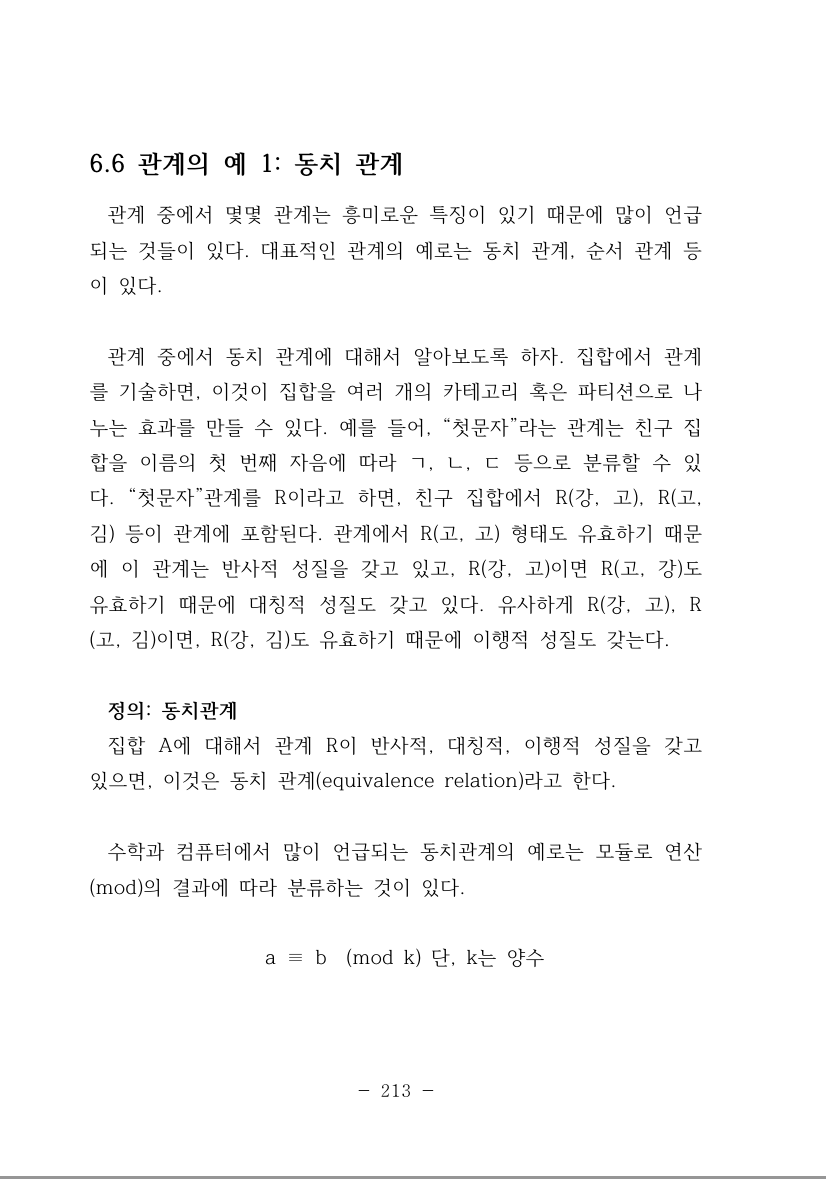 6.6 관계의 예 1: 동치 관계
관계 중에서 몇몇 관계는 흥미로운 특징이 있기 때문에 많이 언급
되는 것들이 있다. 대표적인 관계의 예로는 동치 관계, 순서 관계 등
이 있다.
관계 중에서 동치 관계에 대해서 알아보도록 하자. 집합에서 관계
를 기술하면, 이것이 집합을 여러 개의 카테고리 혹은 파티션으로 나
누는 효과를 만들 수 있다. 예를 들어, “첫문자”라는 관계는 친구 집
합을 이름의 첫 번째 자음에 따라 ㄱ, ㄴ, ㄷ 등으로 분류할 수 있
다. “첫문자”관계를 R이라고 하면, 친구 집합에서 R(강, 고), R(고,
김) 등이 관계에 포함된다. 관계에서 R(고, 고) 형태도 유효하기 때문
에 이 관계는 반사적 성질을 갖고 있고, R(강, 고)이면 R(고, 강)도
유효하기 때문에 대칭적 성질도 갖고 있다. 유사하게 R(강, 고), R
(고, 김)이면, R(강, 김)도 유효하기 때문에 이행적 성질도 갖는다.
정의: 동치관계
집합 A에 대해서 관계 R이 반사적, 대칭적, 이행적 성질을 갖고
있으면, 이것은 동치 관계(equivalence relation)라고 한다.
수학과 컴퓨터에서 많이 언급되는 동치관계의 예로는 모듈로 연산
(mod)의 결과에 따라 분류하는 것이 있다.
a ≡ b (mod k) 단, k는 양수
- 213 -